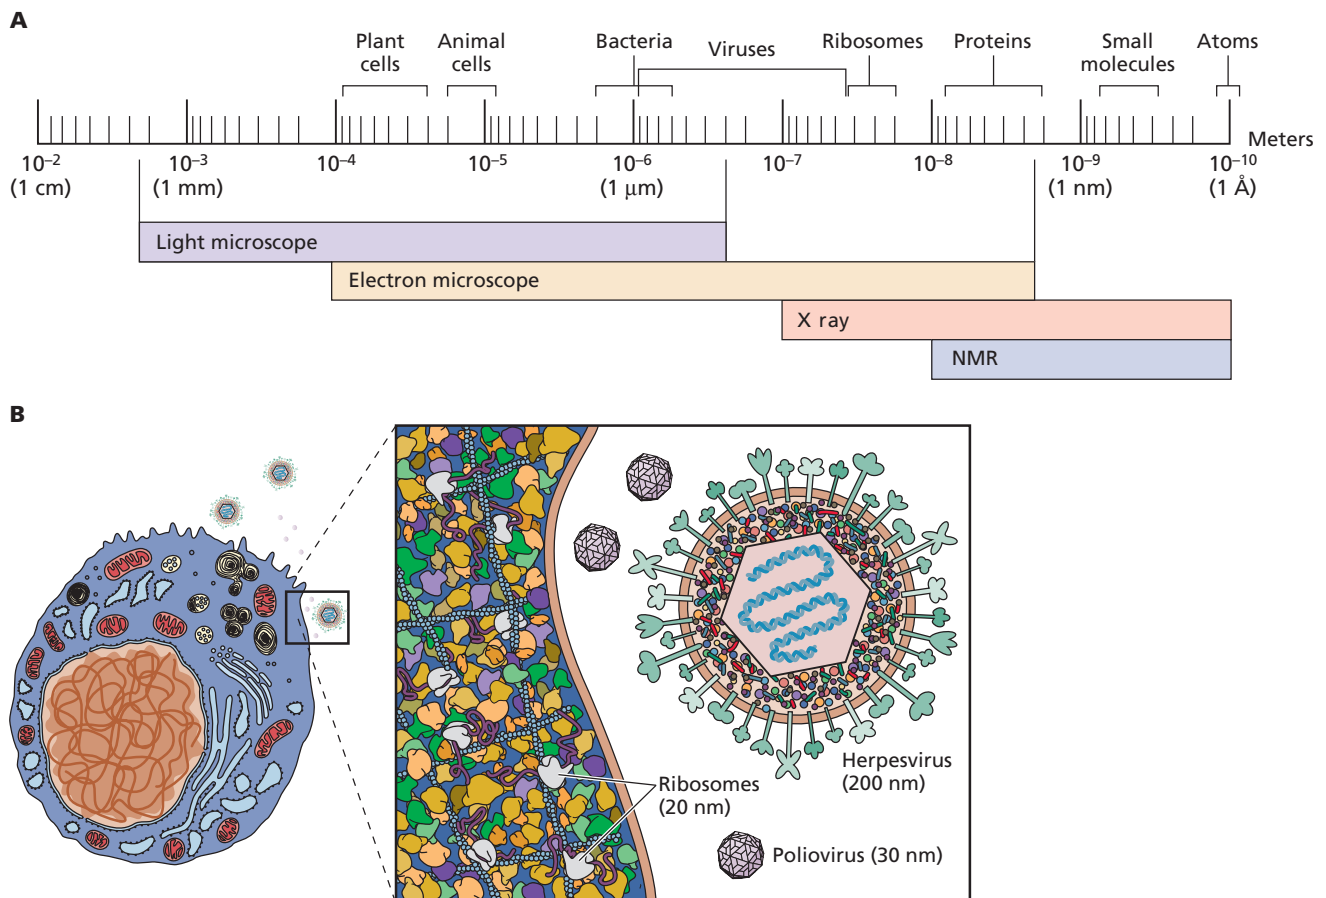 A
Plant
cells
Animal
cells
Bacteria
Viruses
Ribosomes
Proteins
Small
molecules
Atoms
Meters
10⁻² 10⁻³ 10⁻⁴ 10⁻⁵ 10⁻⁶ 10⁻⁷ 10⁻⁸ 10⁻⁹ 10⁻¹⁰
(1 cm) (1 mm) (1 μm) (1 nm) (1 Å)
Light microscope
Electron microscope
X ray
NMR
B
Herpesvirus
(200 nm)
Ribosomes
(20 nm)
Poliovirus (30 nm)